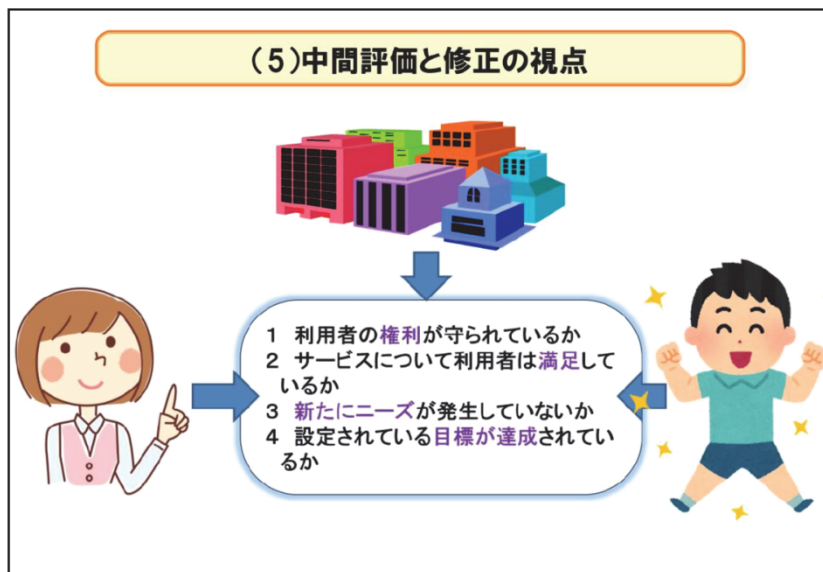 （５）中間評価と修正の視点
１　利用者の権利が守られているか
２　サービスについて利用者は満足して
いるか
３　新たにニーズが発生していないか
４　設定されている目標が達成されてい
るか